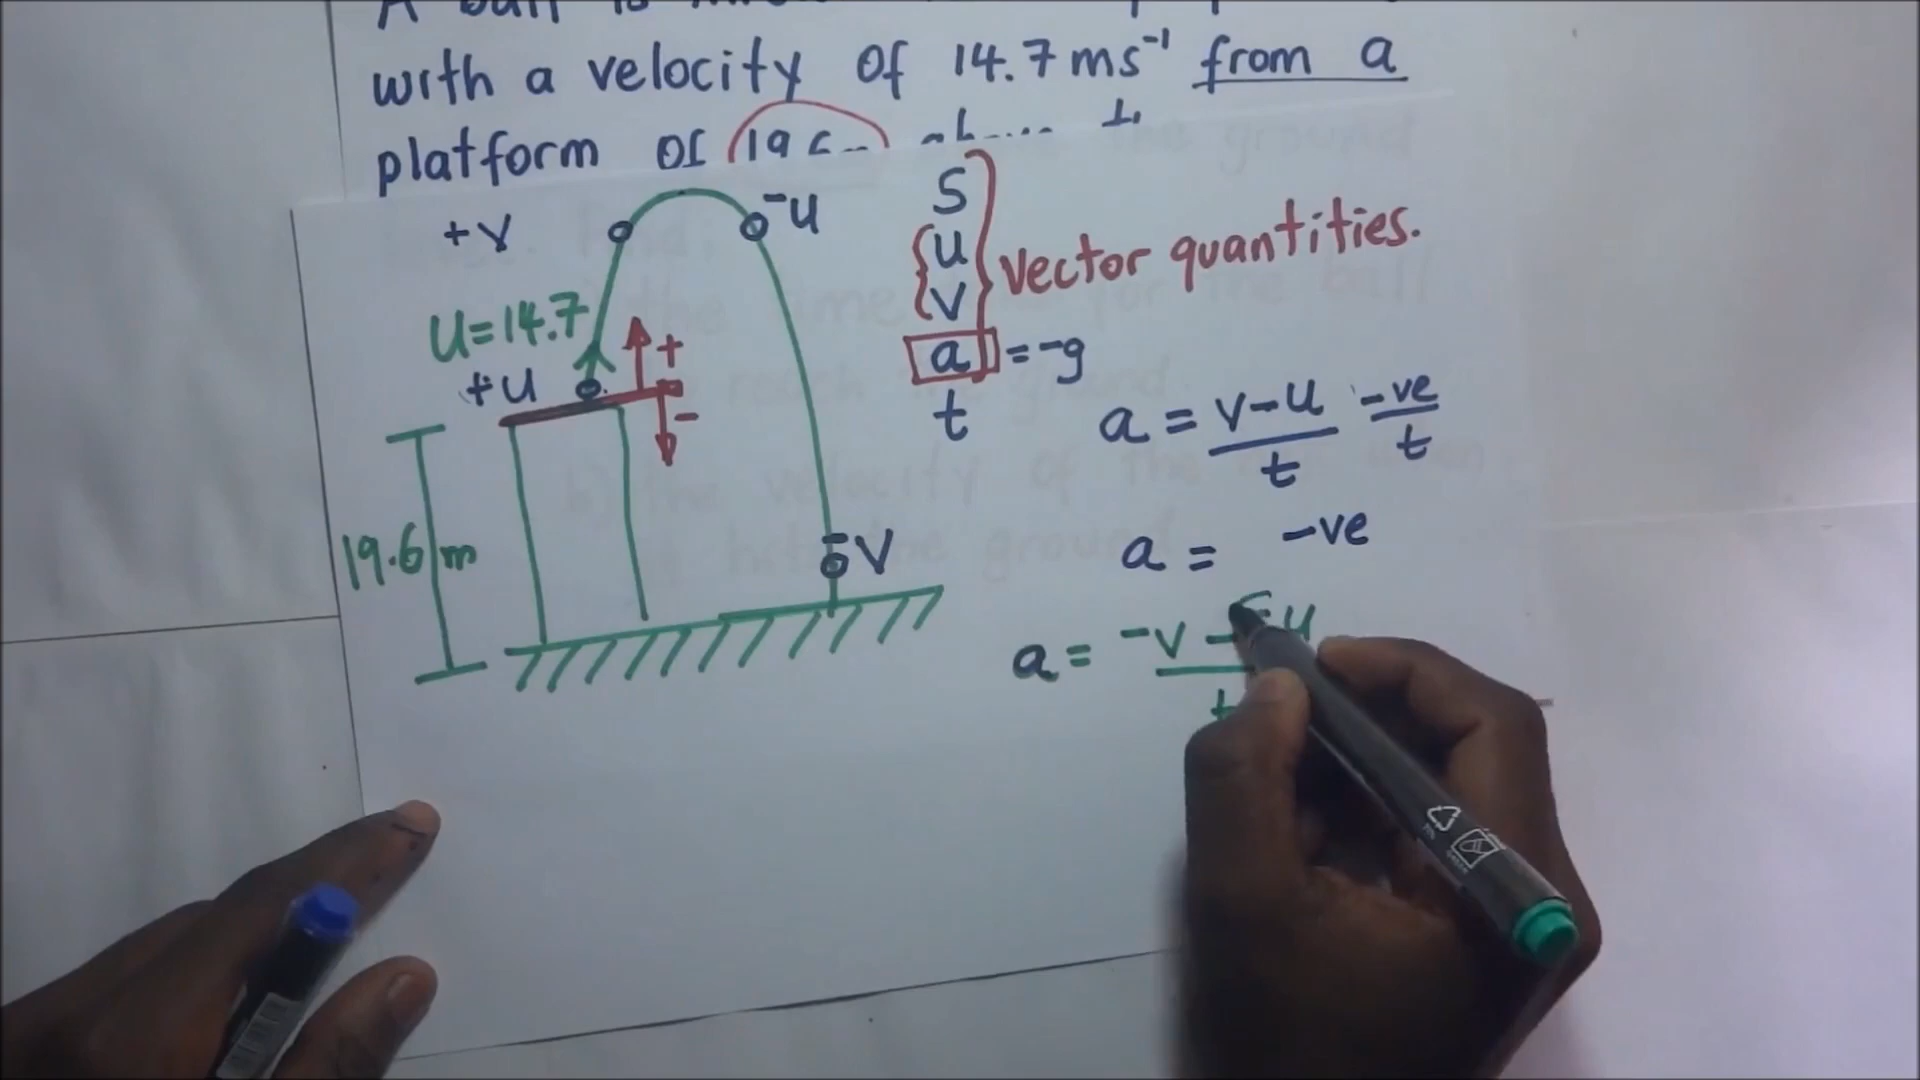 with a velocity of 14.7 ms⁻¹ from a
platform of
+v
-u
u=14.7
+u
+
-
19.6 m
-v
s
u
v
a = -g
t
vector quantities.
a = v-u/t -ve/t
a = -ve
a = -v - -u/t